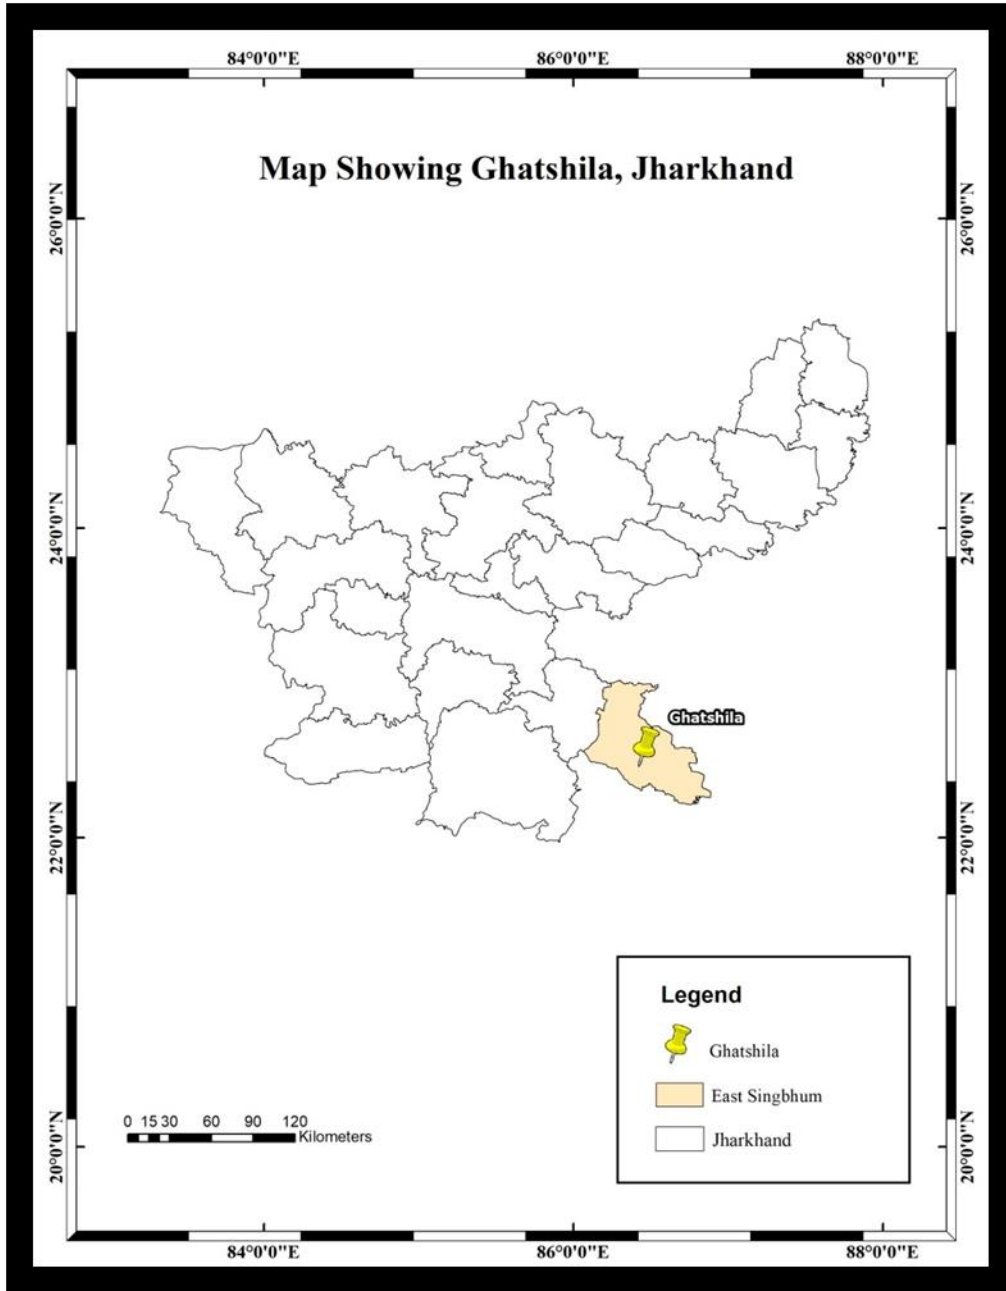 84°0'0"E 86°0'0"E 88°0'0"E
Map Showing Ghatshila, Jharkhand
26°0'0"N 26°0'0"N
24°0'0"N 24°0'0"N
Ghatshila
22°0'0"N 22°0'0"N
Legend
Ghatshila
East Singbhum
Jharkhand
0 15 30 60 90 120
Kilometers
20°0'0"N 20°0'0"N
84°0'0"E 86°0'0"E 88°0'0"E